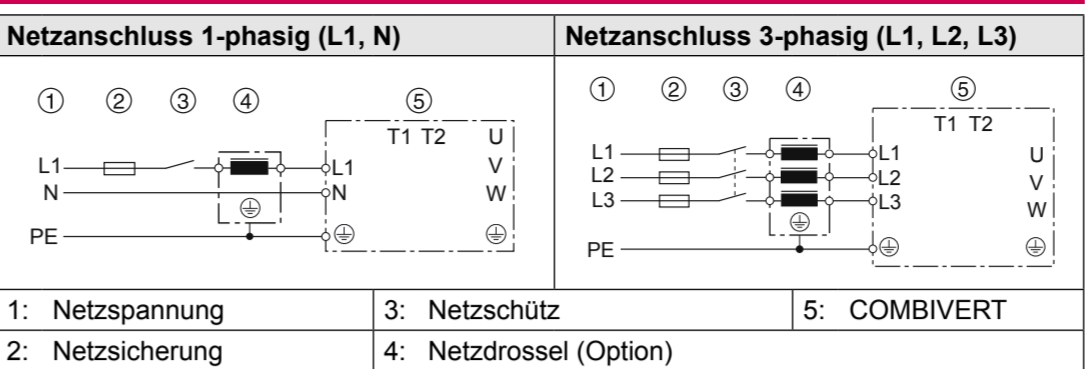 Netzanschluss 1-phasig (L1, N)
① ② ③ ④ ⑤
T1 T2 U
L1 L1 V
N N W
PE
Netzanschluss 3-phasig (L1, L2, L3)
① ② ③ ④ ⑤
T1 T2
L1 L1 U
L2 L2 V
L3 L3 W
PE
1: Netzspannung 3: Netzschütz 5: COMBIVERT
2: Netzsicherung 4: Netzdrossel (Option)